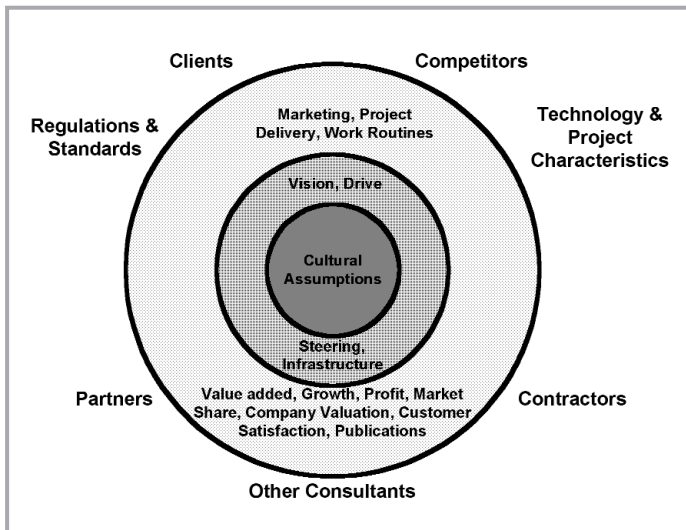 Clients
Competitors
Regulations &
Standards
Marketing, Project
Delivery, Work Routines
Technology &
Project
Characteristics
Vision, Drive
Cultural
Assumptions
Steering,
Infrastructure
Partners
Value added, Growth, Profit, Market
Share, Company Valuation, Customer
Satisfaction, Publications
Contractors
Other Consultants